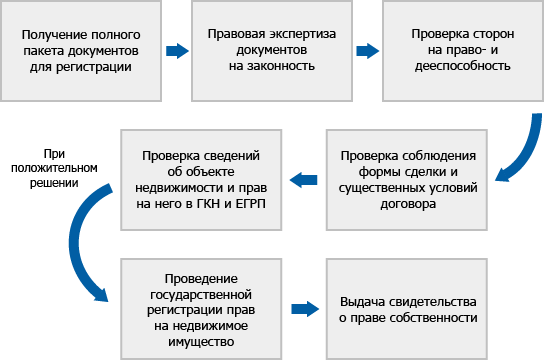 Получение полного
пакета документов
для регистрации
Правовая экспертиза
документов
на законность
Проверка сторон
на право- и
дееспособность
Проверка соблюдения
формы сделки и
существенных условий
договора
Проверка сведений
об объекте
недвижимости и прав
на него в ГКН и ЕГРП
При
положительном
решении
Проведение
государственной
регистрации прав
на недвижимое
имущество
Выдача свидетельства
о праве собственности